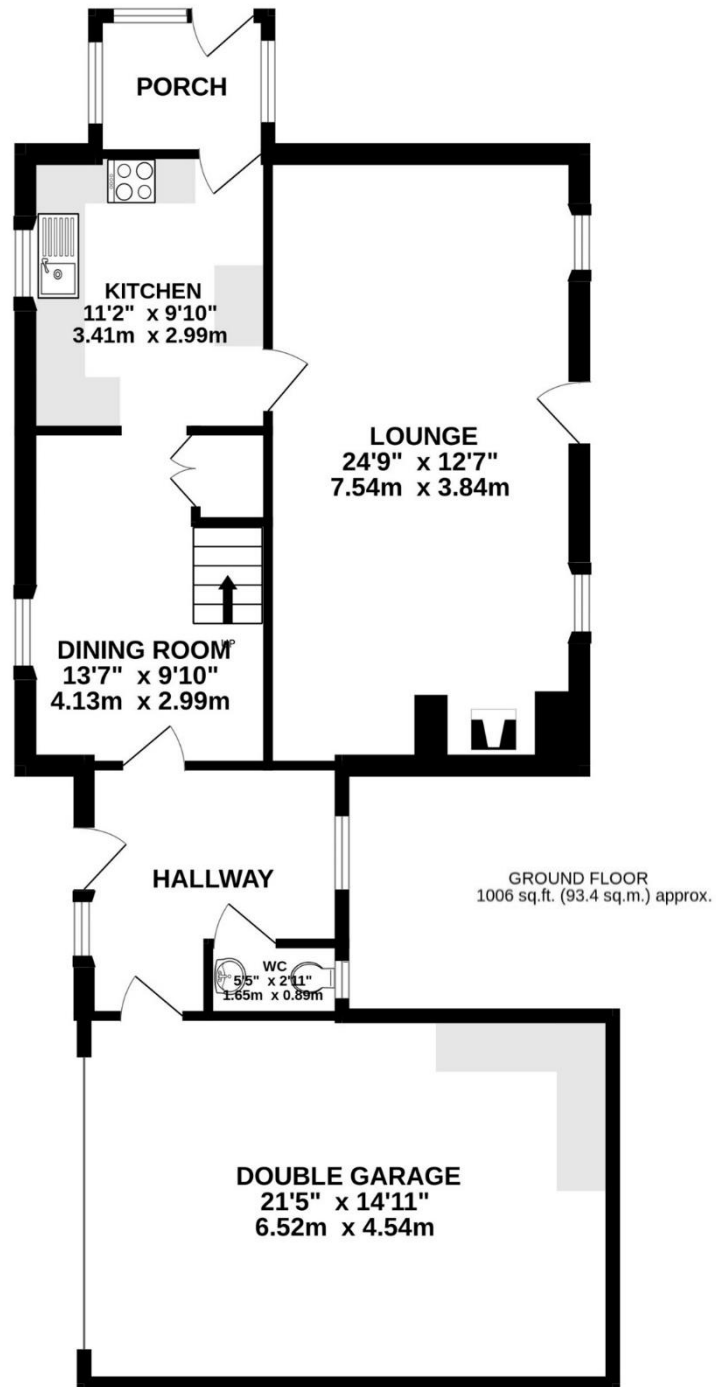 PORCH
KITCHEN
11'2" x 9'10"
3.41m x 2.99m
LOUNGE
24'9" x 12'7"
7.54m x 3.84m
UP
DINING ROOM
13'7" x 9'10"
4.13m x 2.99m
HALLWAY
GROUND FLOOR
1006 sq.ft. (93.4 sq.m.) approx.
WC
5'5" x 2'11"
1.65m x 0.89m
DOUBLE GARAGE
21'5" x 14'11"
6.52m x 4.54m